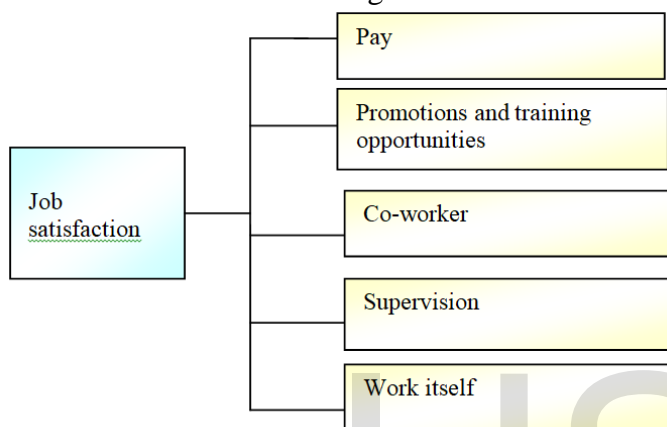 Pay
Promotions and training
opportunities
Job
satisfaction
Co-worker
Supervision
Work itself